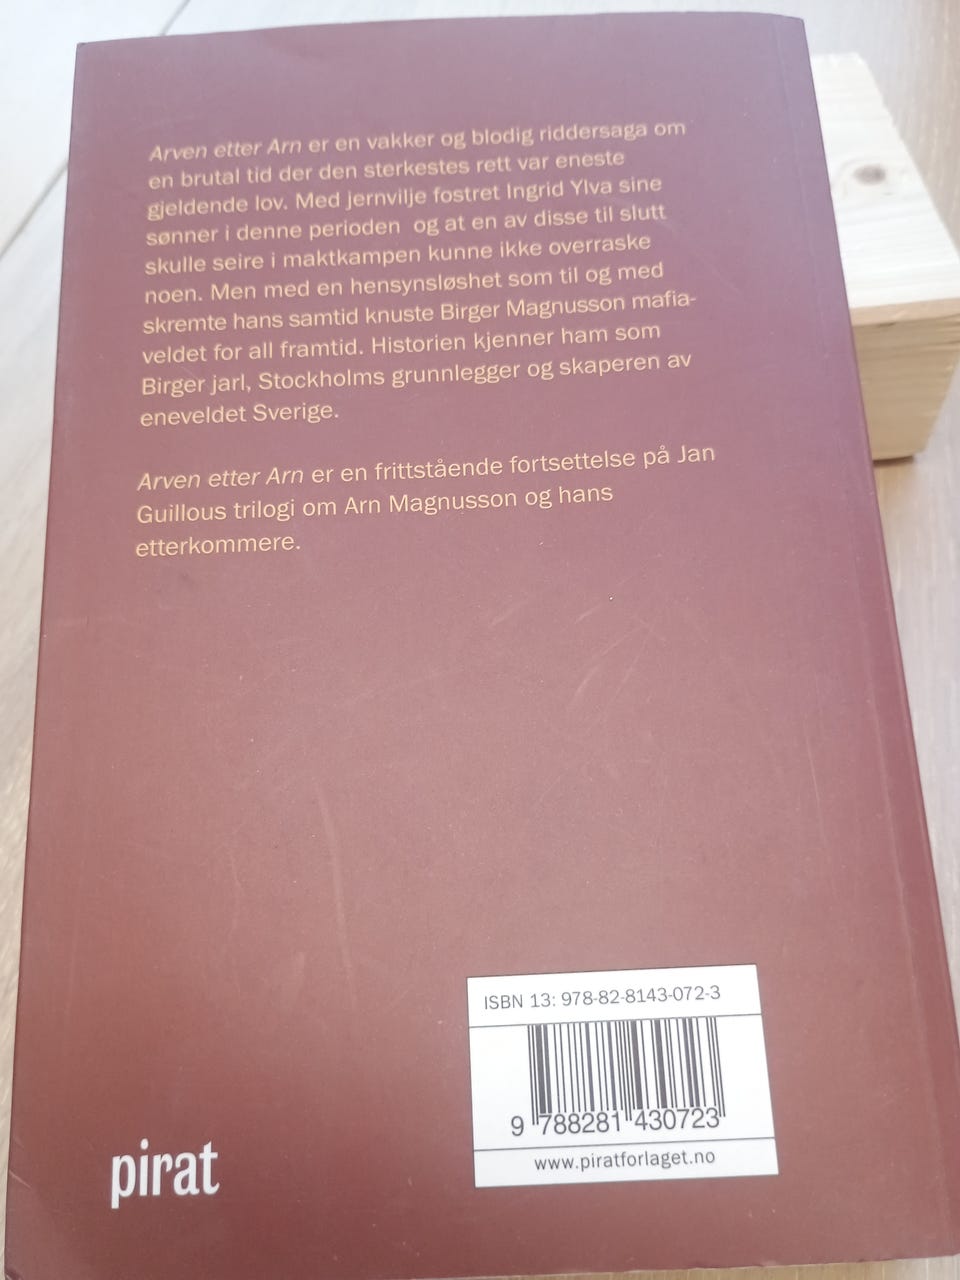 Arven etter Arn er en vakker og blodig riddersaga om
en brutal tid der den sterkestes rett var eneste
gjeldende lov. Med jernvilje fostret Ingrid Ylva sine
sønner i denne perioden og at en av disse til slutt
skulle seire i maktkampen kunne ikke overraske
noen. Men med en hensynsløshet som til og med
skremte hans samtid knuste Birger Magnusson mafia-
veldet for all framtid. Historien kjenner ham som
Birger jarl, Stockholms grunnlegger og skaperen av
eneveldet Sverige.
Arven etter Arn er en frittstående fortsettelse på Jan
Guillous trilogi om Arn Magnusson og hans
etterkommere.
ISBN 13: 978-82-8143-072-3
9 788281 430723
www.piratforlaget.no
pirat